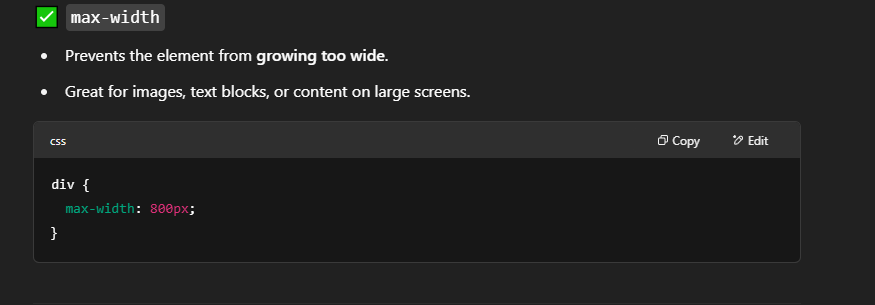 ✅ max-width
• Prevents the element from growing too wide.
• Great for images, text blocks, or content on large screens.
css Copy Edit
div {
  max-width: 800px;
}